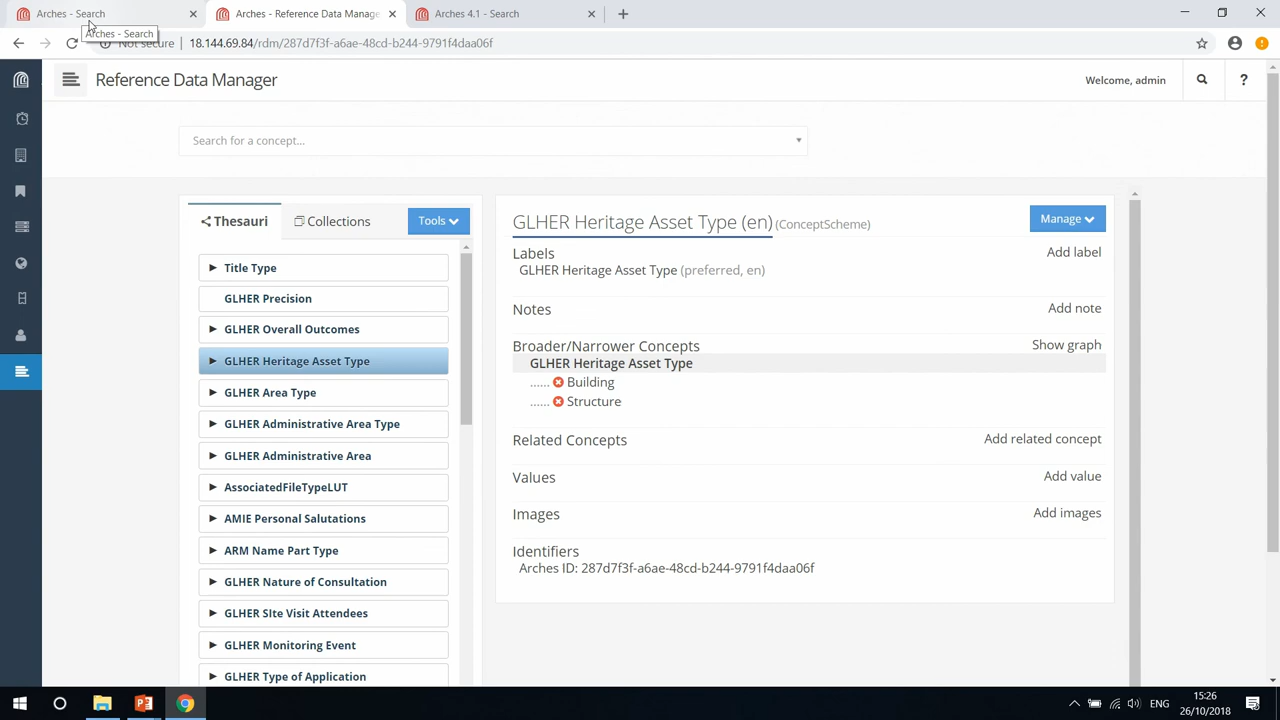 Arches - Search
Arches - Reference Data Manage
Arches 4.1 - Search
Arches - Search
Not secure
18.144.69.84/rdm/287d7f3f-a6ae-48cd-b244-9791f4daa06f
Reference Data Manager
Welcome, admin
?
Search for a concept...
Thesauri
Collections
Tools
Title Type
GLHER Precision
GLHER Overall Outcomes
GLHER Heritage Asset Type
GLHER Area Type
GLHER Administrative Area Type
GLHER Administrative Area
AssociatedFileTypeLUT
AMIE Personal Salutations
ARM Name Part Type
GLHER Nature of Consultation
GLHER SIte Visit Attendees
GLHER Monitoring Event
GLHER Type of Application
GLHER Heritage Asset Type (en) (ConceptScheme)
Manage
Labels
Add label
GLHER Heritage Asset Type (preferred, en)
Notes
Add note
Broader/Narrower Concepts
Show graph
GLHER Heritage Asset Type
...... Building
...... Structure
Related Concepts
Add related concept
Values
Add value
Images
Add images
Identifiers
Arches ID: 287d7f3f-a6ae-48cd-b244-9791f4daa06f
ENG
15:26
26/10/2018